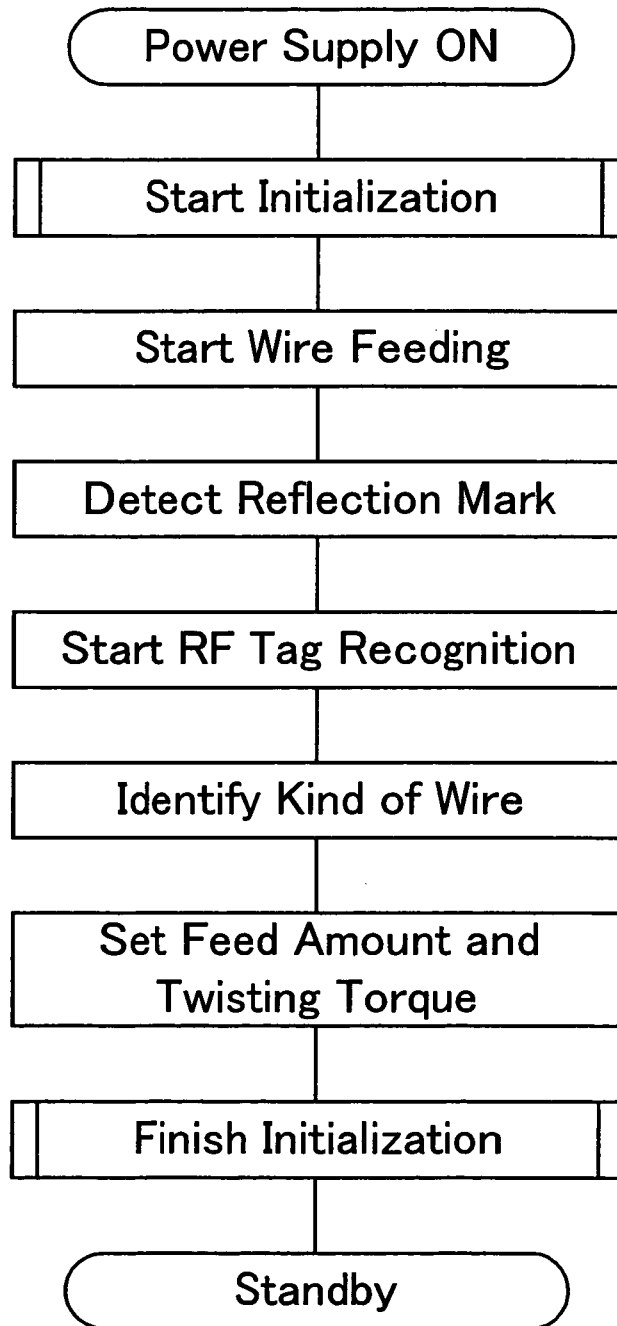 Power Supply ON
Start Initialization
Start Wire Feeding
Detect Reflection Mark
Start RF Tag Recognition
Identify Kind of Wire
Set Feed Amount and
Twisting Torque
Finish Initialization
Standby